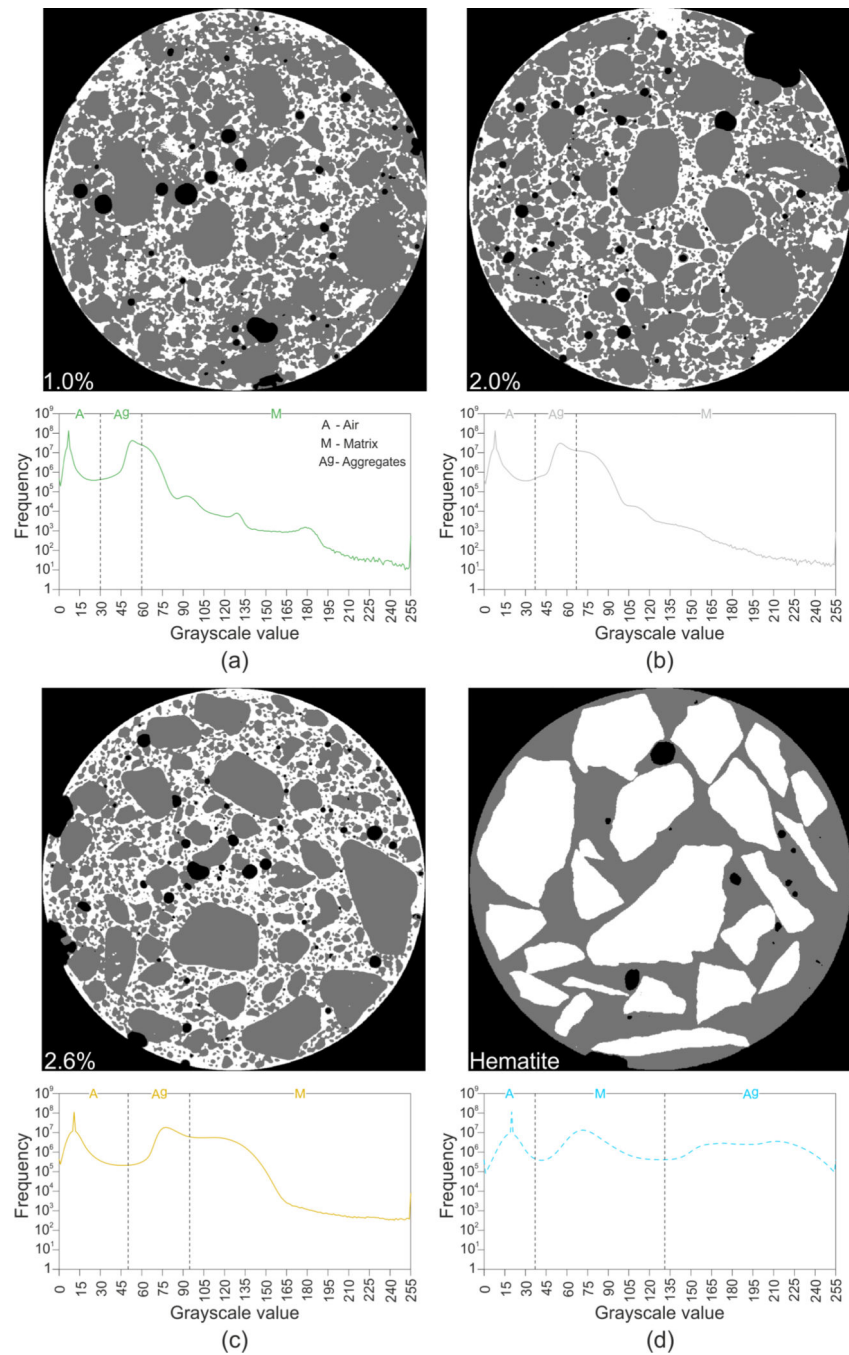 1.0%
2.0%
A Ag M
A - Air
M - Matrix
Ag - Aggregates
10⁹
10⁸
10⁷
10⁶
10⁵
10⁴
10³
10²
10¹
1
Frequency
0 15 30 45 60 75 90 105 120 135 150 165 180 195 210 225 240 255
Grayscale value
(a)
A Ag M
10⁹
10⁸
10⁷
10⁶
10⁵
10⁴
10³
10²
10¹
1
Frequency
0 15 30 45 60 75 90 105 120 135 150 165 180 195 210 225 240 255
Grayscale value
(b)
2.6%
Hematite
A Ag M
10⁹
10⁸
10⁷
10⁶
10⁵
10⁴
10³
10²
10¹
1
Frequency
0 15 30 45 60 75 90 105 120 135 150 165 180 195 210 225 240 255
Grayscale value
(c)
A M Ag
10⁹
10⁸
10⁷
10⁶
10⁵
10⁴
10³
10²
10¹
1
Frequency
0 15 30 45 60 75 90 105 120 135 150 165 180 195 210 225 240 255
Grayscale value
(d)